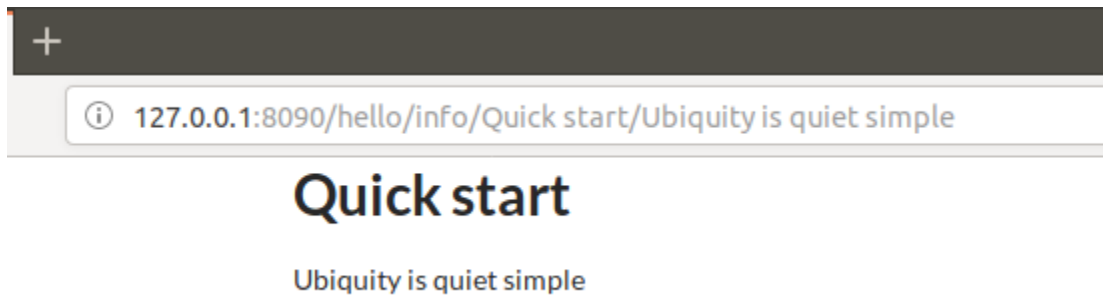 127.0.0.1:8090/hello/info/Quick start/Ubiquity is quiet simple
Quick start
Ubiquity is quiet simple